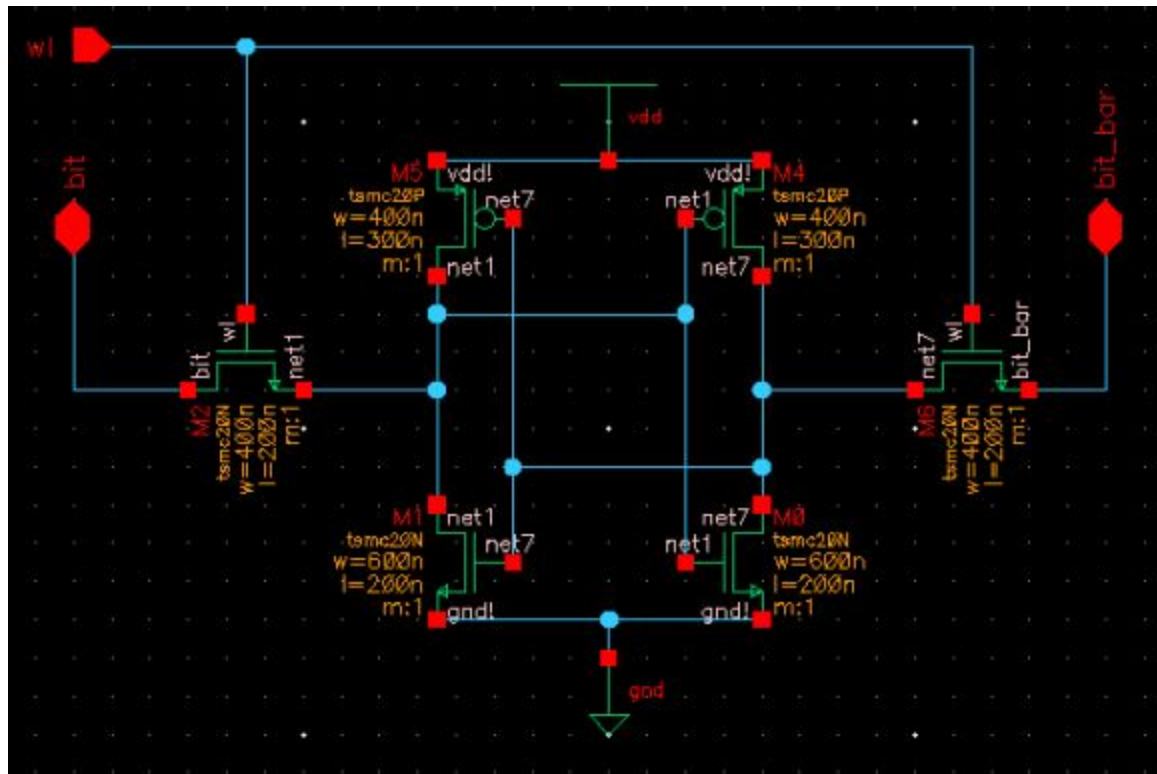 wl
vdd
bit
bit_bar
M5
vdd!
tsmc20P
net7
w=400n
l=300n
m:1
net1
vdd!
M4
tsmc20P
net1
w=400n
l=300n
net7
m:1
bit
wl
net1
M2
tsmc20N
w=400n
l=200n
m:1
net7
wl
bit_bar
M6
tsmc20N
w=400n
l=200n
m:1
M1
net1
tsmc20N
net7
w=600n
l=200n
m:1
gnd!
net7
M0
net1
tsmc20N
w=600n
l=200n
gnd!
m:1
gnd